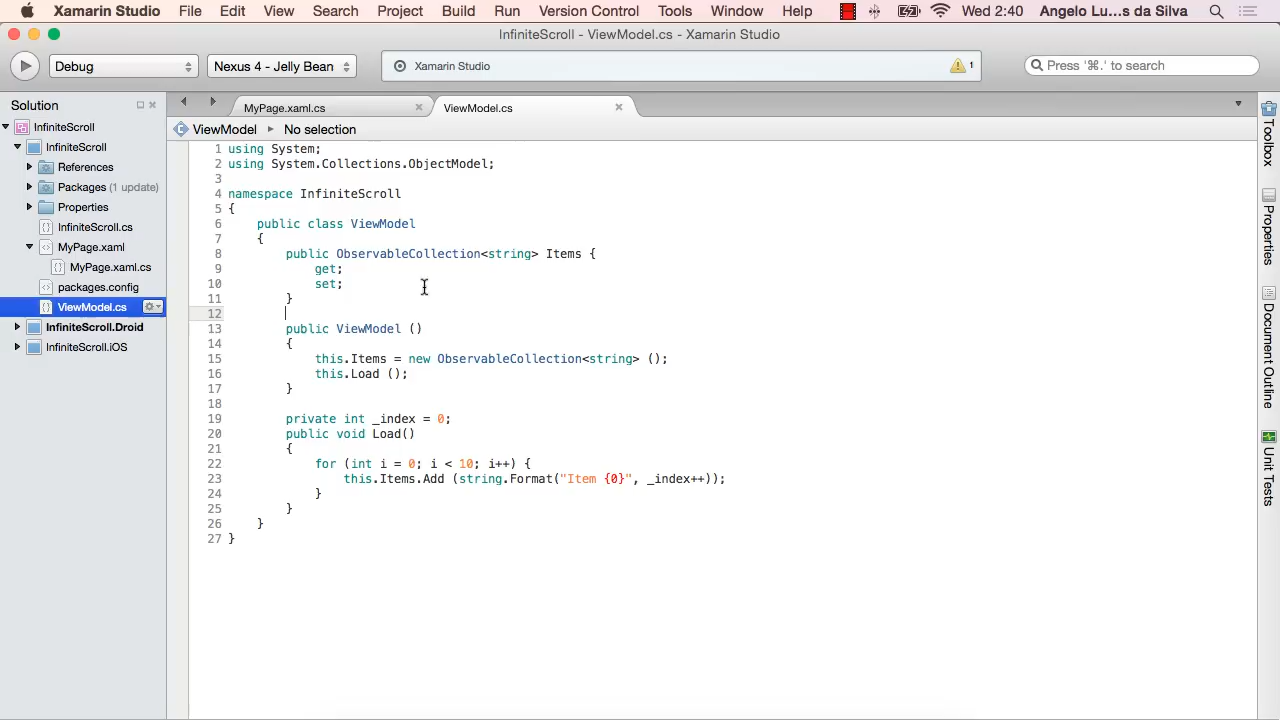 Xamarin Studio File Edit View Search Project Build Run Version Control Tools Window Help Wed 2:40 Angelo Lu...s da Silva
InfiniteScroll - ViewModel.cs - Xamarin Studio
Debug Nexus 4 - Jelly Bean Xamarin Studio 1 Press '⌘.' to search
Solution
InfiniteScroll
InfiniteScroll
References
Packages (1 update)
Properties
InfiniteScroll.cs
MyPage.xaml
MyPage.xaml.cs
packages.config
ViewModel.cs
InfiniteScroll.Droid
InfiniteScroll.iOS
MyPage.xaml.cs ViewModel.cs
ViewModel No selection
1 using System;
2 using System.Collections.ObjectModel;
3
4 namespace InfiniteScroll
5 {
6 public class ViewModel
7 {
8 public ObservableCollection<string> Items {
9 get;
10 set;
11 }
12
13 public ViewModel ()
14 {
15 this.Items = new ObservableCollection<string> ();
16 this.Load ();
17 }
18
19 private int _index = 0;
20 public void Load()
21 {
22 for (int i = 0; i < 10; i++) {
23 this.Items.Add (string.Format("Item {0}", _index++));
24 }
25 }
26 }
27 }
Toolbox
Properties
Document Outline
Unit Tests